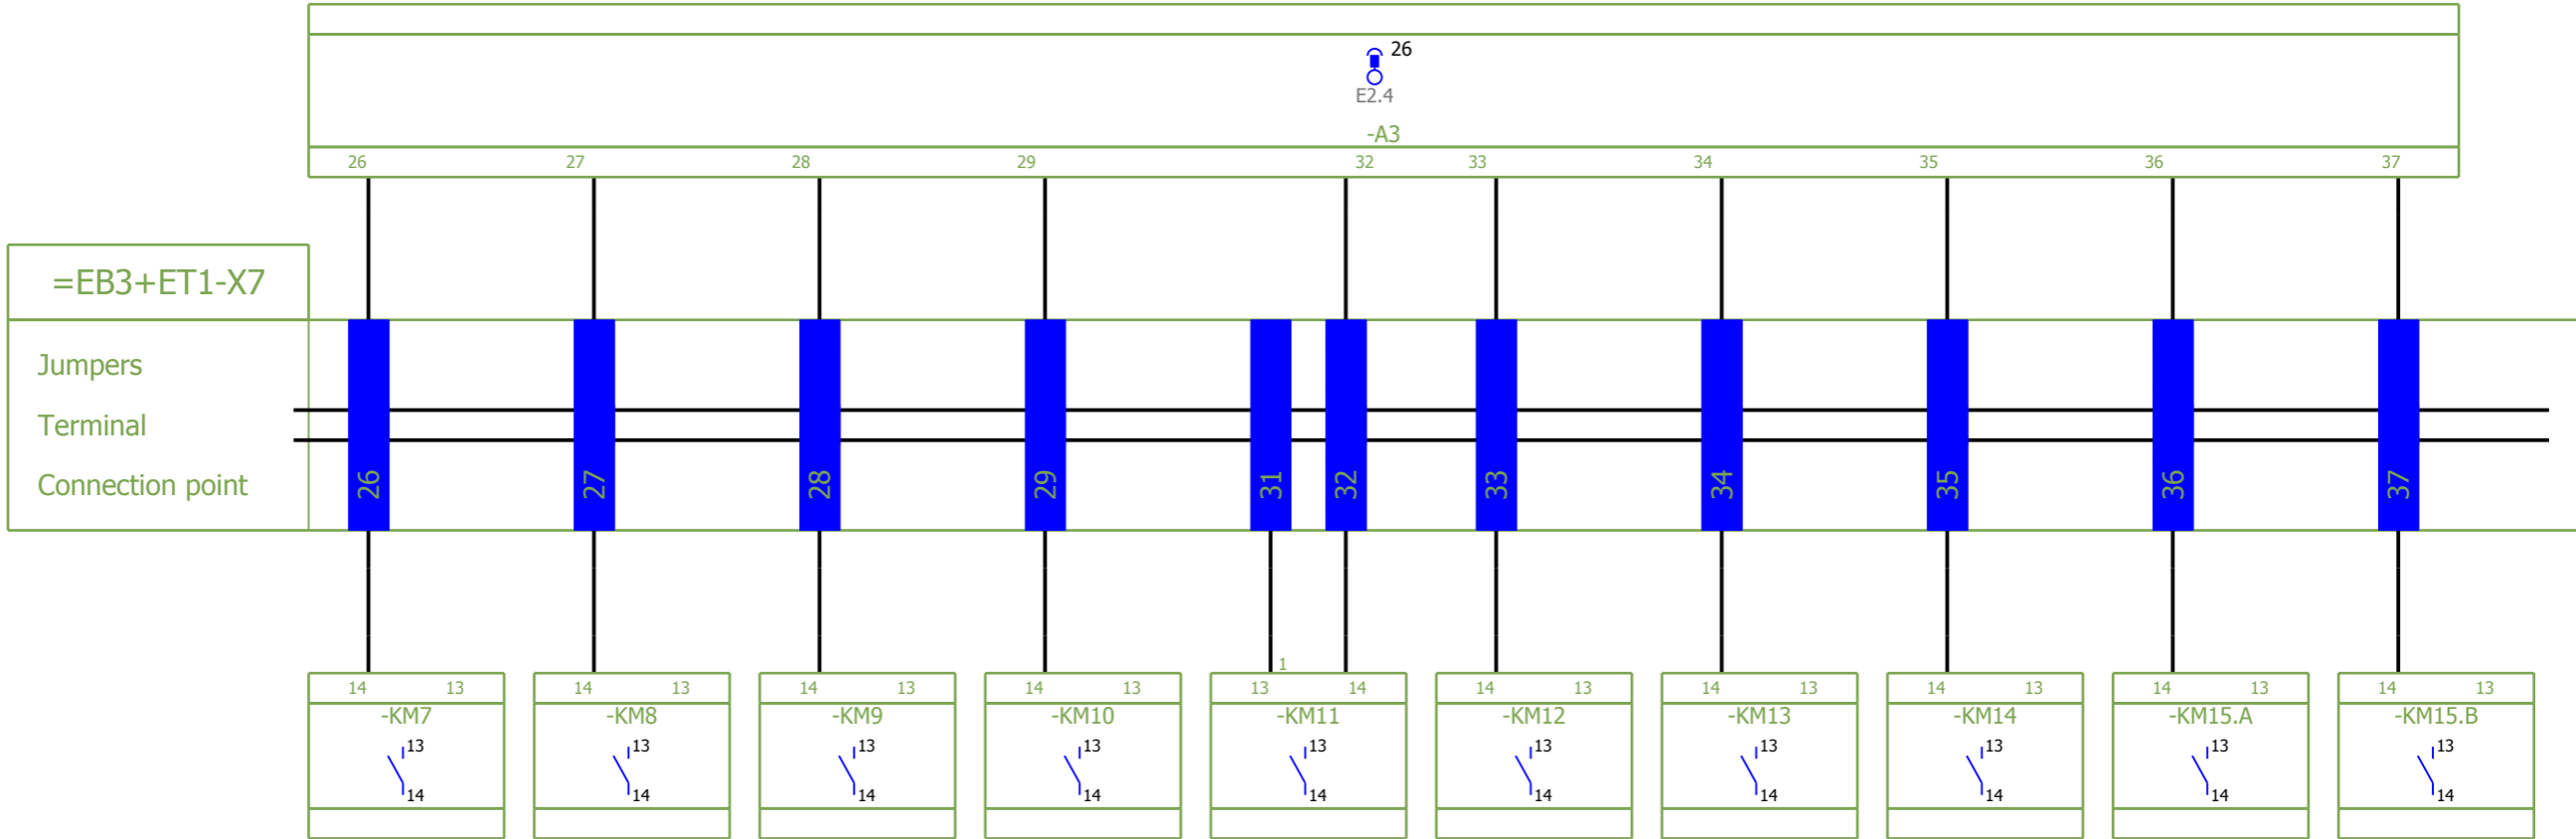 26
E2.4
-A3
26 27 28 29 32 33 34 35 36 37
=EB3+ET1-X7
Jumpers
Terminal
Connection point
26 27 28 29 31 32 33 34 35 36 37
1
14 13 14 13 14 13 14 13 13 14 14 13 14 13 14 13 14 13 14 13
-KM7 -KM8 -KM9 -KM10 -KM11 -KM12 -KM13 -KM14 -KM15.A -KM15.B
13 13 13 13 13 13 13 13 13 13
14 14 14 14 14 14 14 14 14 14